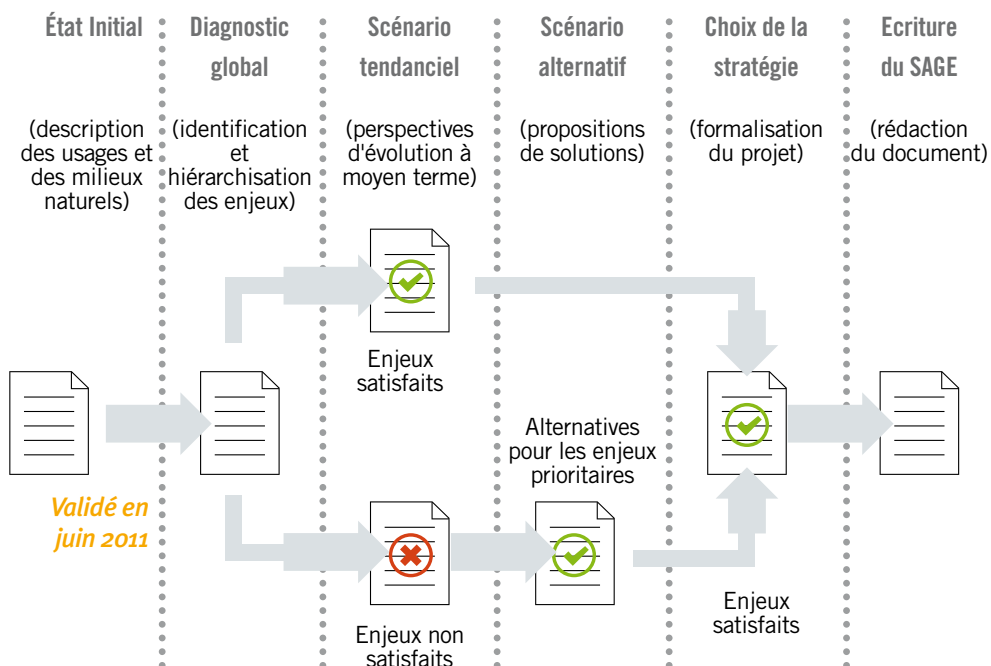 État Initial
Diagnostic
global
Scénario
tendanciel
Scénario
alternatif
Choix de la
stratégie
Ecriture
du SAGE
(description
des usages et
des milieux
naturels)
(identification
et
hiérarchisation
des enjeux)
(perspectives
d'évolution à
moyen terme)
(propositions
de solutions)
(formalisation
du projet)
(rédaction
du document)
Enjeux
satisfaits
Alternatives
pour les enjeux
prioritaires
Validé en
juin 2011
Enjeux non
satisfaits
Enjeux
satisfaits